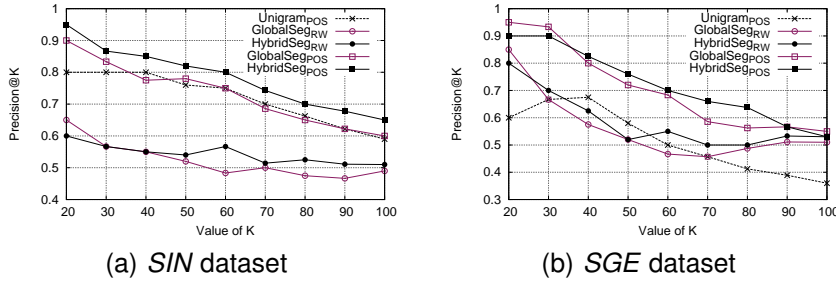 1
0.9
0.8
0.7
0.6
0.5
0.4
Precision@K
20 30 40 50 60 70 80 90 100
Value of K
Unigram_POS
GlobalSeg_RW
HybridSeg_RW
GlobalSeg_POS
HybridSeg_POS
(a) SIN dataset
1
0.9
0.8
0.7
0.6
0.5
0.4
0.3
Precision@K
20 30 40 50 60 70 80 90 100
Value of K
Unigram_POS
GlobalSeg_RW
HybridSeg_RW
GlobalSeg_POS
HybridSeg_POS
(b) SGE dataset